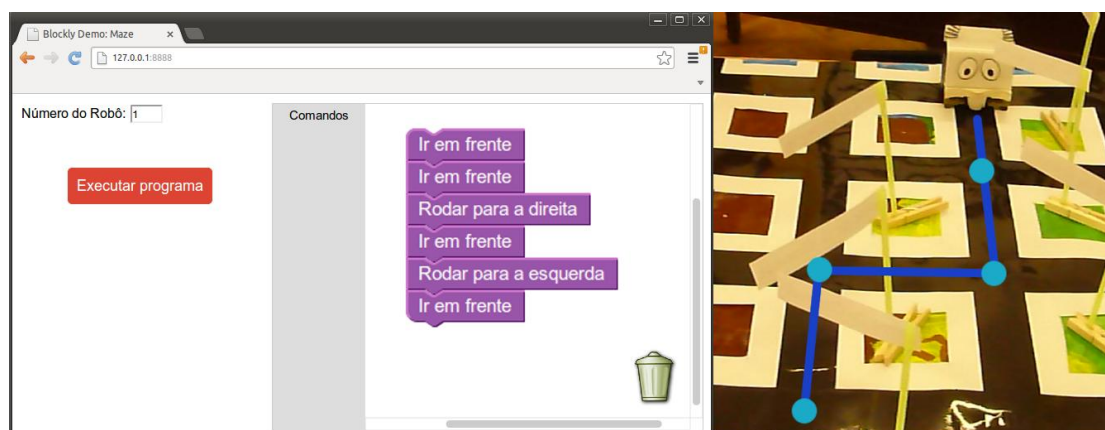 Blockly Demo: Maze
127.0.0.1:8888
Número do Robô: 1
Executar programa
Comandos
Ir em frente
Ir em frente
Rodar para a direita
Ir em frente
Rodar para a esquerda
Ir em frente